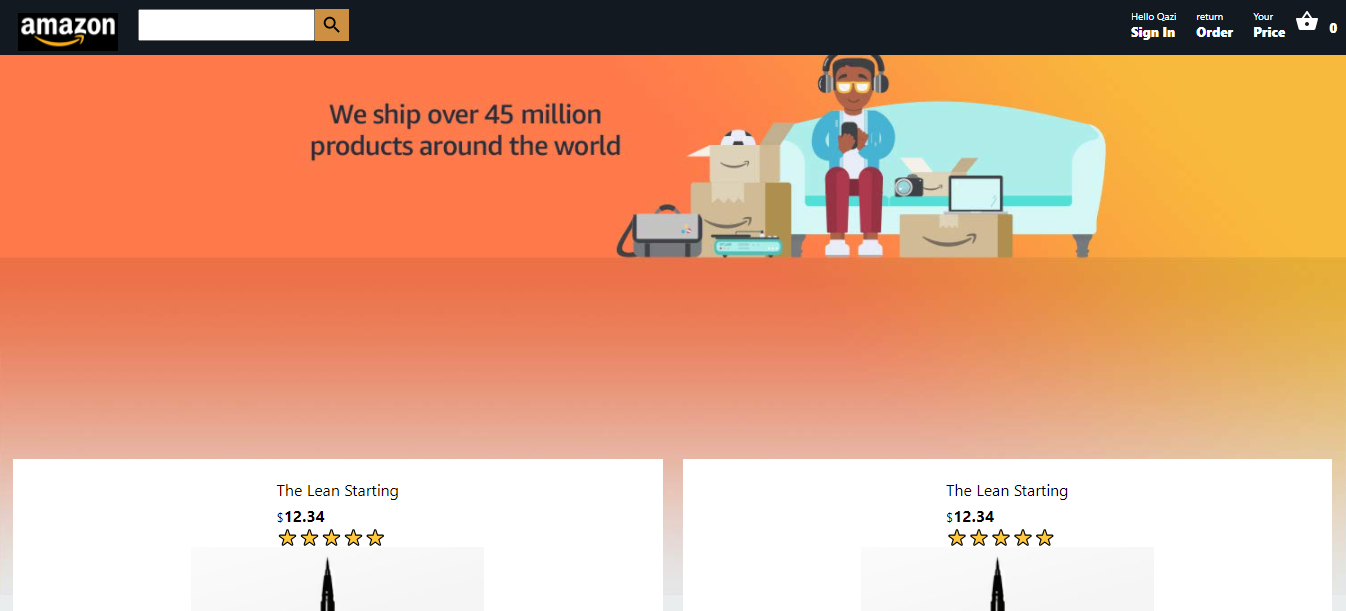 amazon
Hello Qazi
Sign In
return
Order
Your
Price
0
We ship over 45 million
products around the world
The Lean Starting
$12.34
The Lean Starting
$12.34